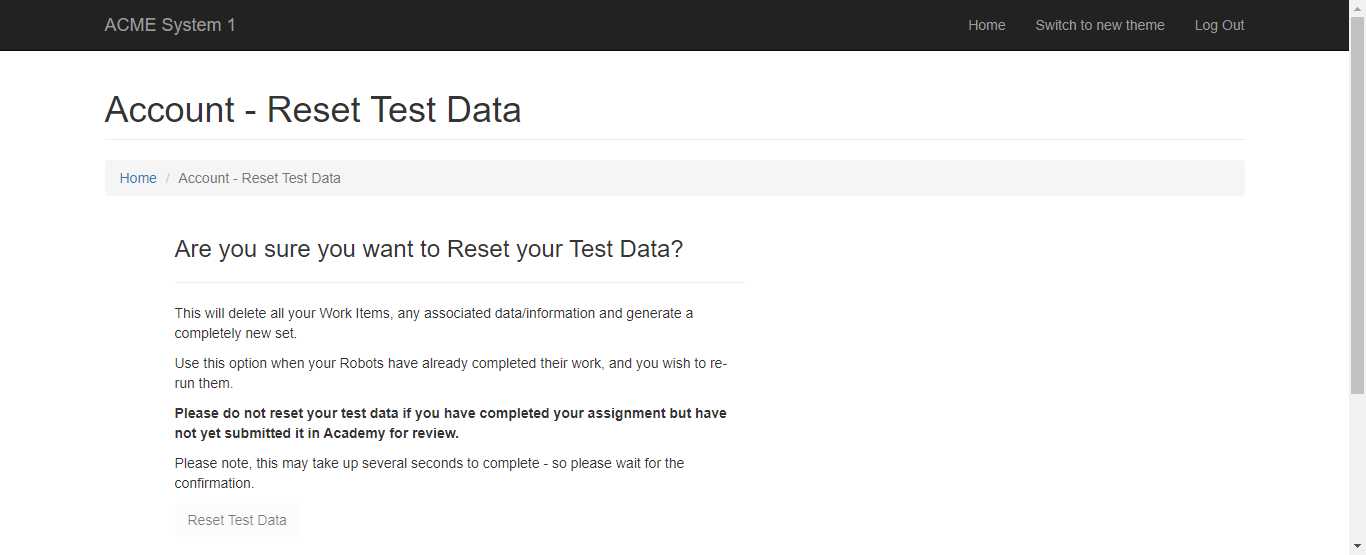 ACME System 1
Home Switch to new theme Log Out
Account - Reset Test Data
Home / Account - Reset Test Data
Are you sure you want to Reset your Test Data?
This will delete all your Work Items, any associated data/information and generate a
completely new set.
Use this option when your Robots have already completed their work, and you wish to re-
run them.
Please do not reset your test data if you have completed your assignment but have
not yet submitted it in Academy for review.
Please note, this may take up several seconds to complete - so please wait for the
confirmation.
Reset Test Data